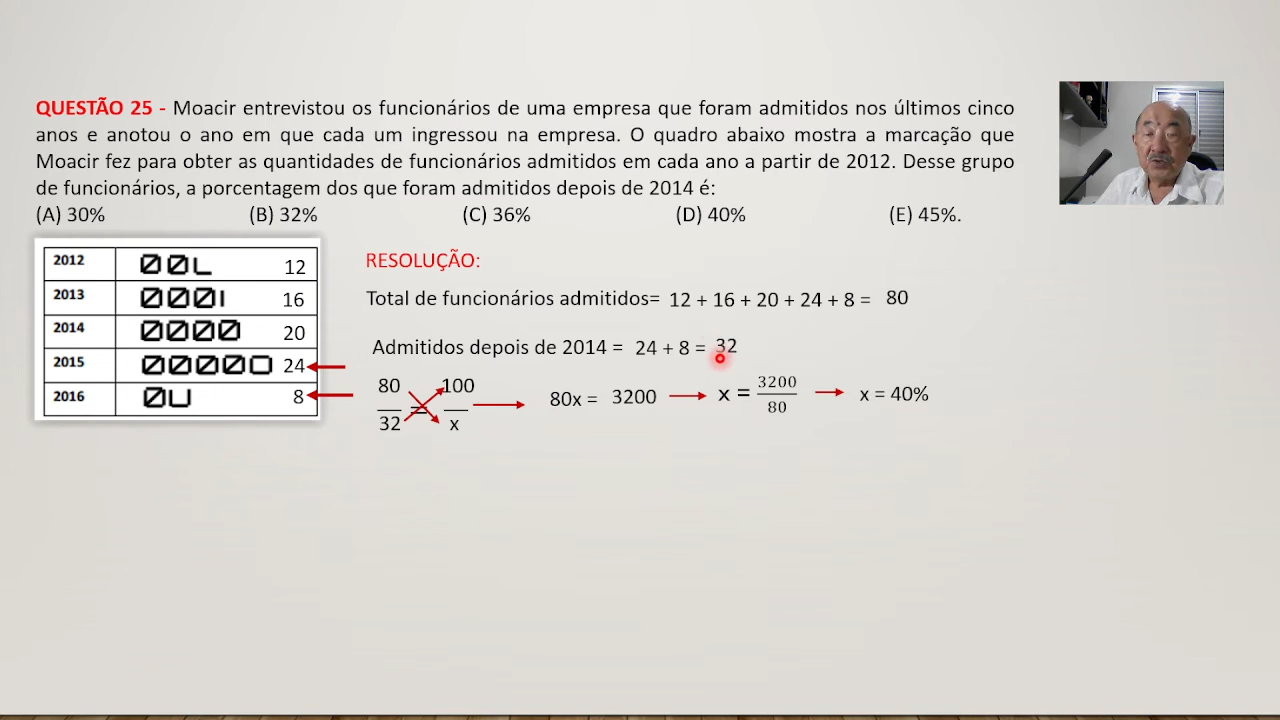 QUESTÃO 25 - Moacir entrevistou os funcionários de uma empresa que foram admitidos nos últimos cinco
anos e anotou o ano em que cada um ingressou na empresa. O quadro abaixo mostra a marcação que
Moacir fez para obter as quantidades de funcionários admitidos em cada ano a partir de 2012. Desse grupo
de funcionários, a porcentagem dos que foram admitidos depois de 2014 é:
(A) 30% (B) 32% (C) 36% (D) 40% (E) 45%.
2012 12
2013 16
2014 20
2015 24
2016 8
RESOLUÇÃO:
Total de funcionários admitidos= 12 + 16 + 20 + 24 + 8 = 80
Admitidos depois de 2014 = 24 + 8 = 32
80/32 = 100/x → 80x = 3200 → x = 3200/80 → x = 40%